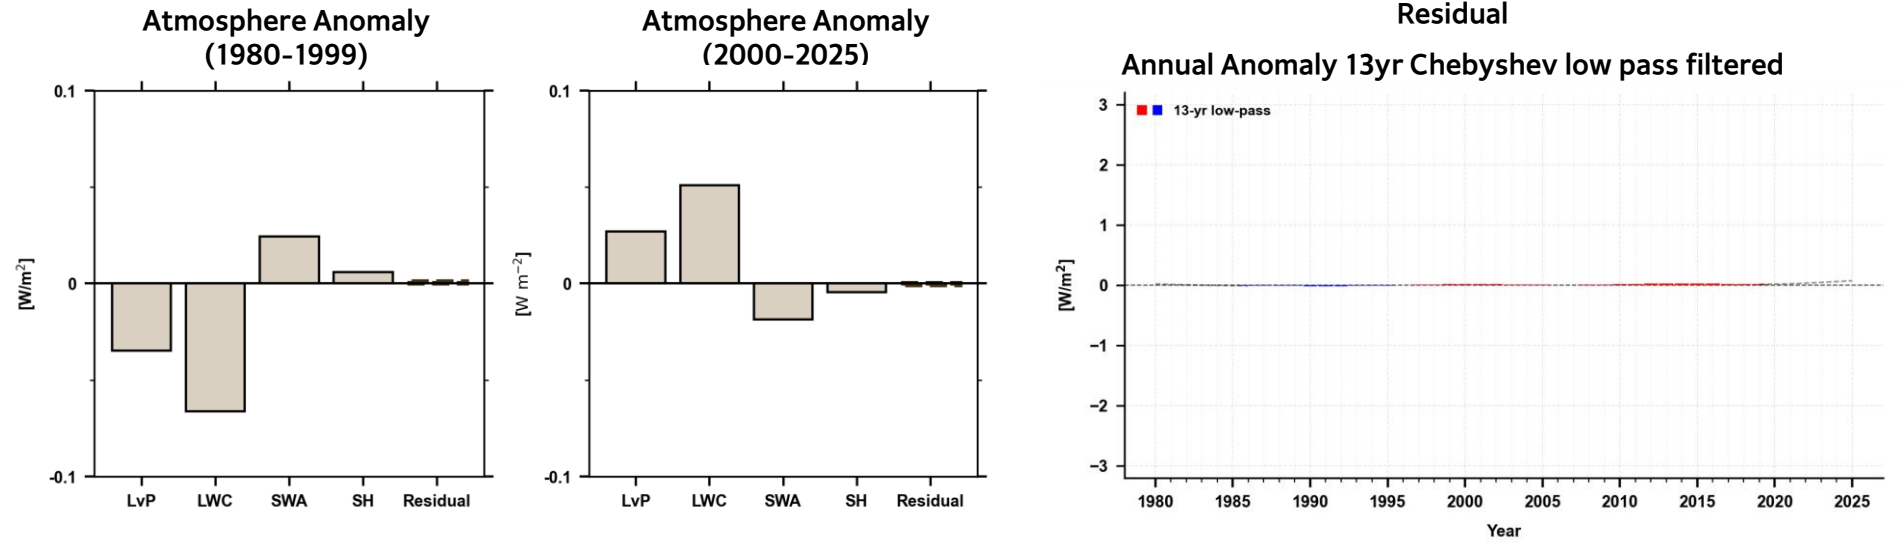 Atmosphere Anomaly
(1980-1999)
0.1
0
-0.1
[W/m²]
LvP LWC SWA SH Residual
Atmosphere Anomaly
(2000-2025)
0.1
0
-0.1
[W m⁻²]
LvP LWC SWA SH Residual
Residual
Annual Anomaly 13yr Chebyshev low pass filtered
13-yr low-pass
3
2
1
0
−1
−2
−3
[W/m²]
1980 1985 1990 1995 2000 2005 2010 2015 2020 2025
Year